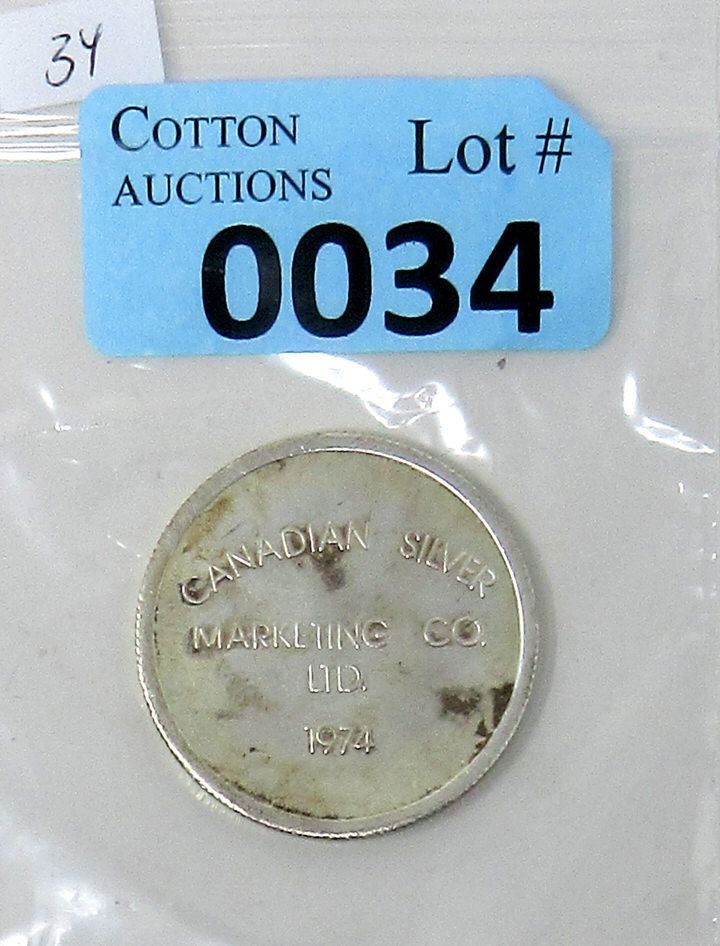 34
COTTON AUCTIONS
Lot #
0034
CANADIAN SILVER
MARKETING CO.
LTD.
1974